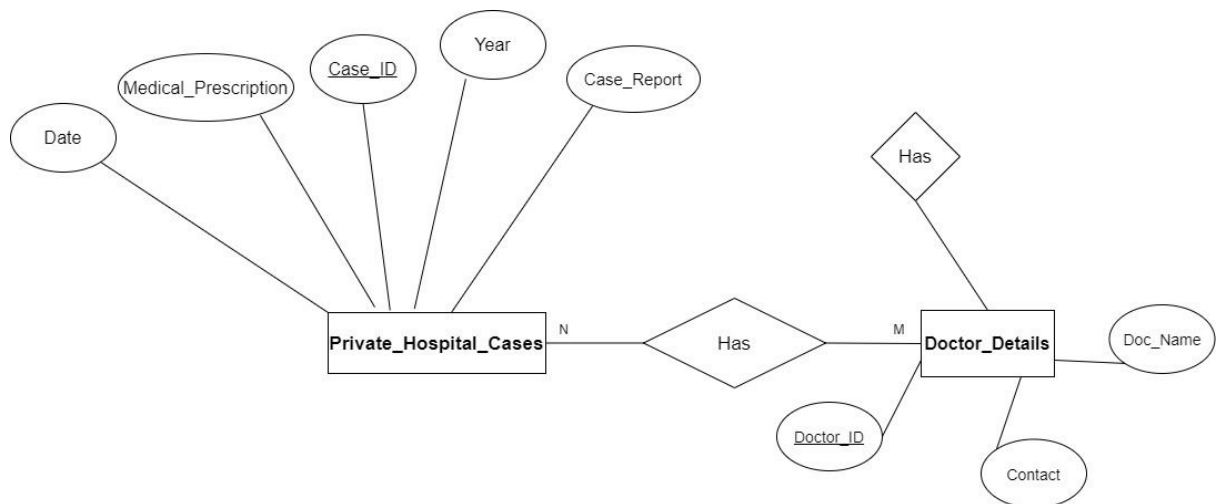 Year
Case_ID
Case_Report
Medical_Prescription
Date
Has
Private_Hospital_Cases
N
Has
M
Doctor_Details
Doc_Name
Doctor_ID
Contact